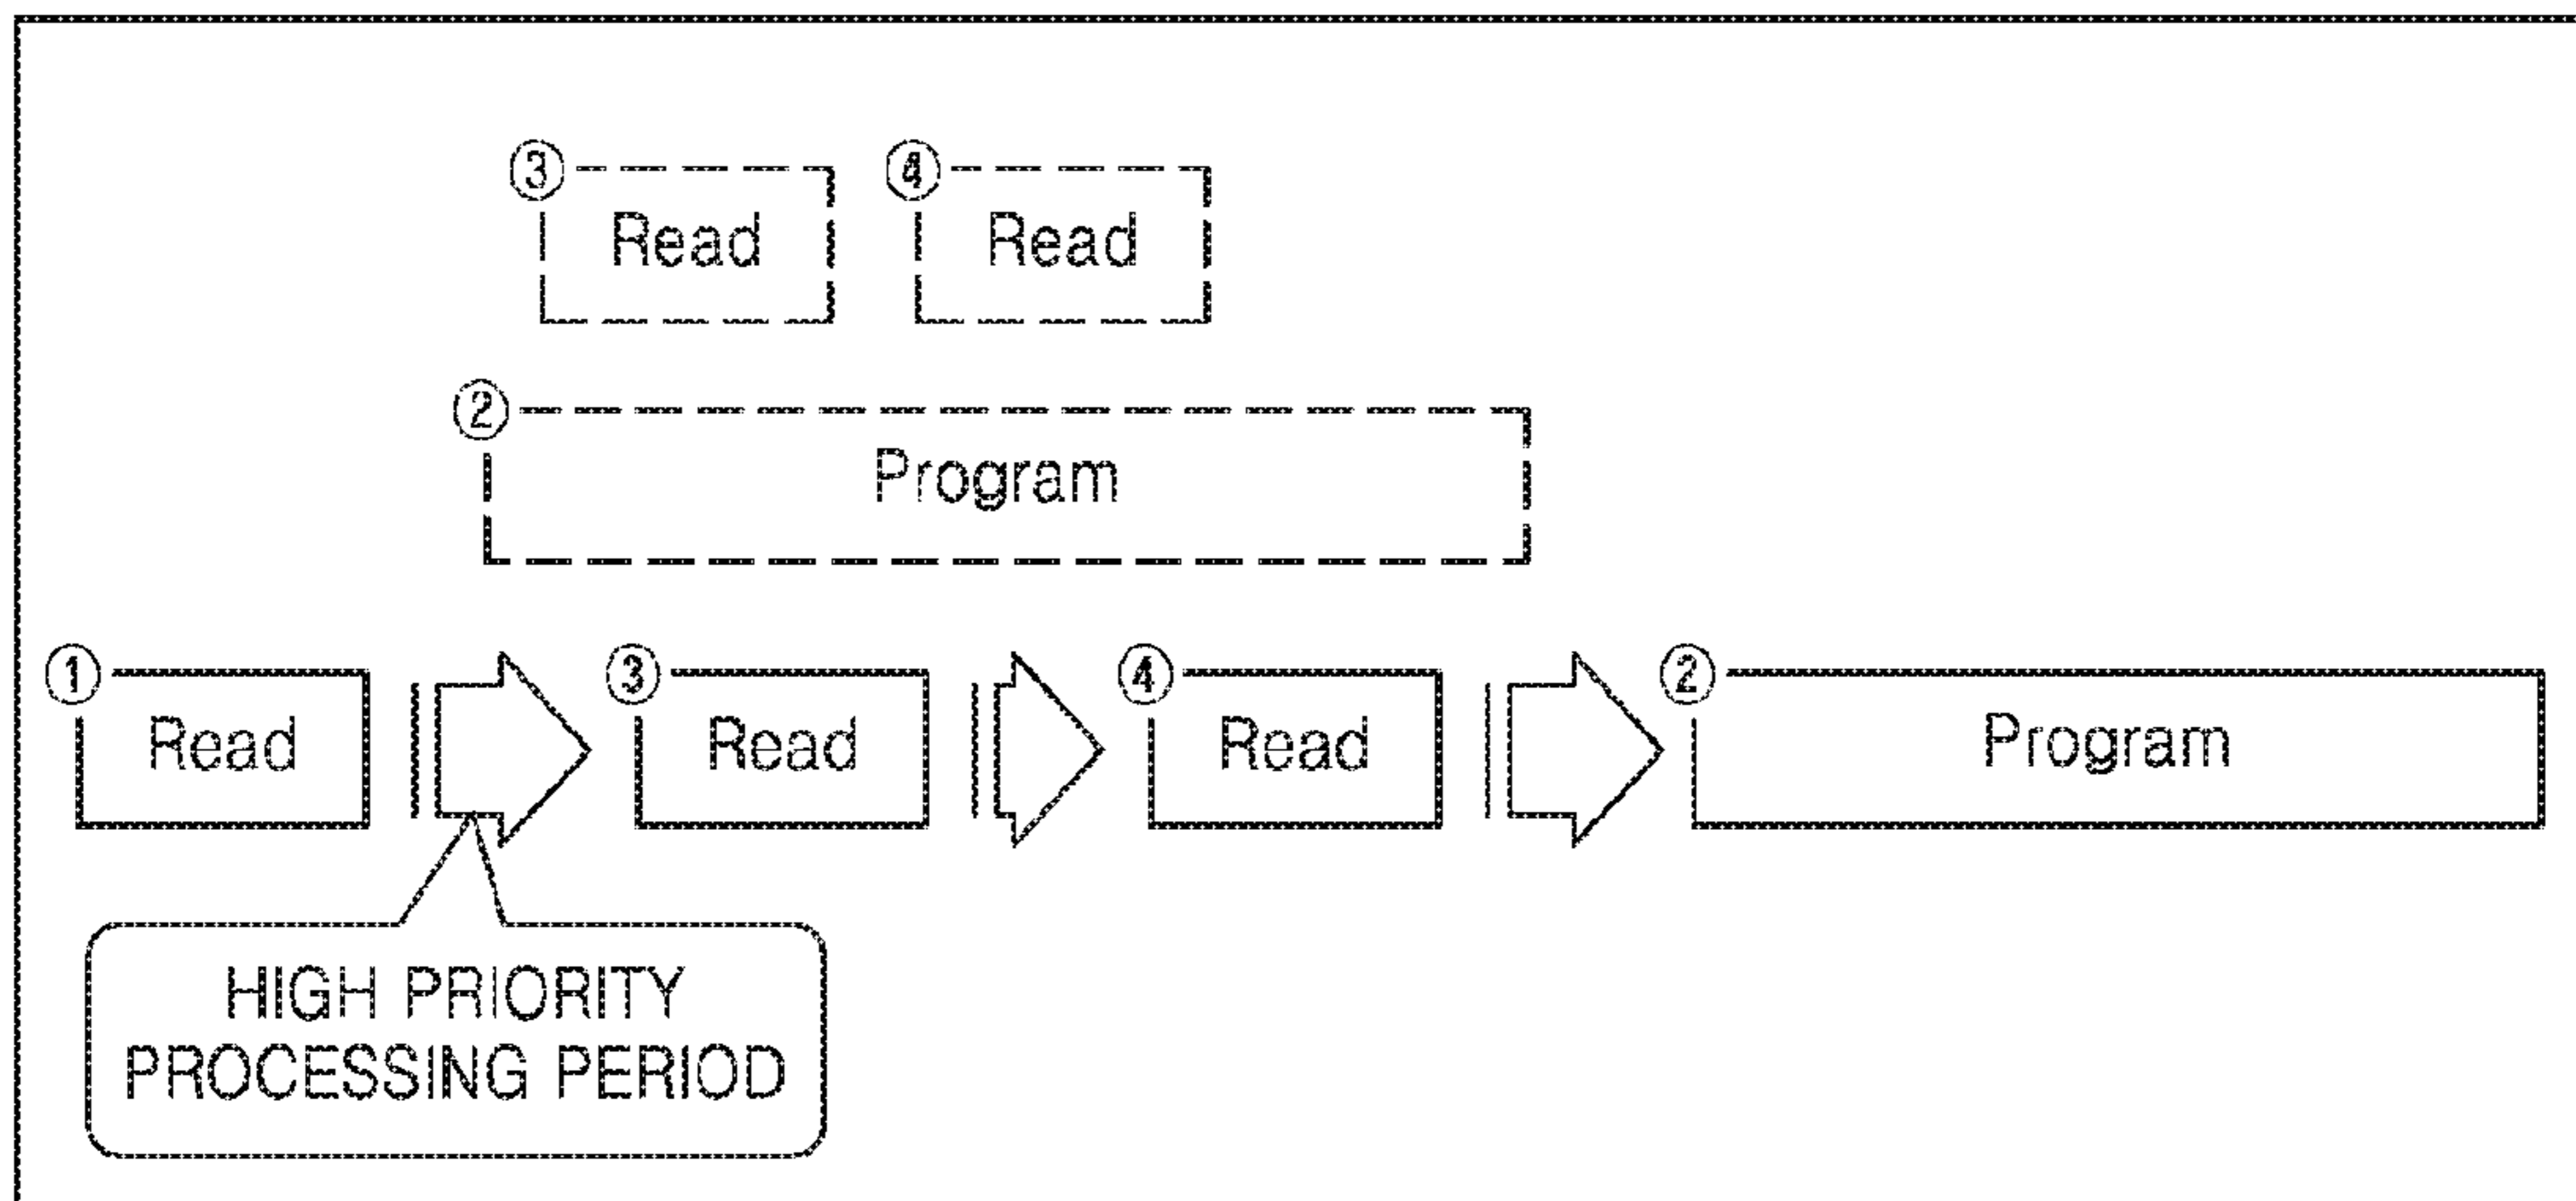 ③ Read ④ Read
② Program
① Read ③ Read ④ Read ② Program
HIGH PRIORITY
PROCESSING PERIOD